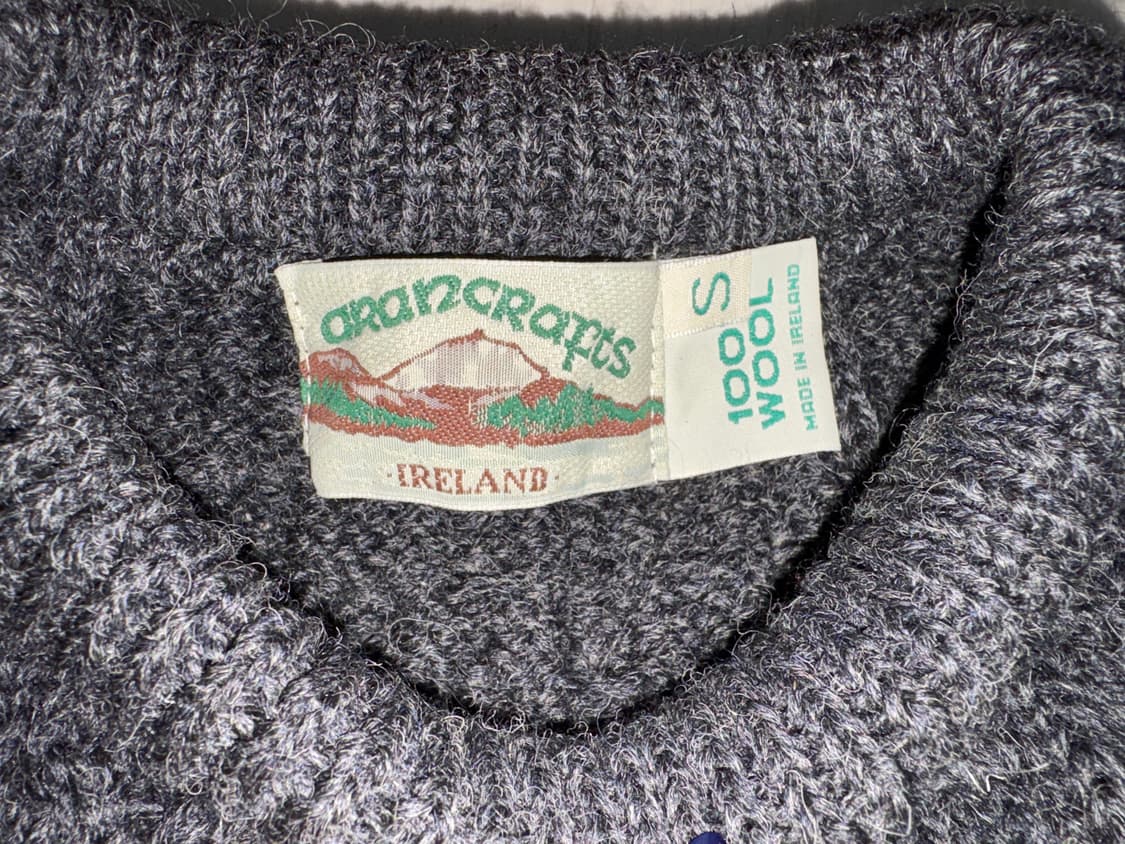 arancrafts
·IRELAND·
S
100
WOOL
MADE IN IRELAND